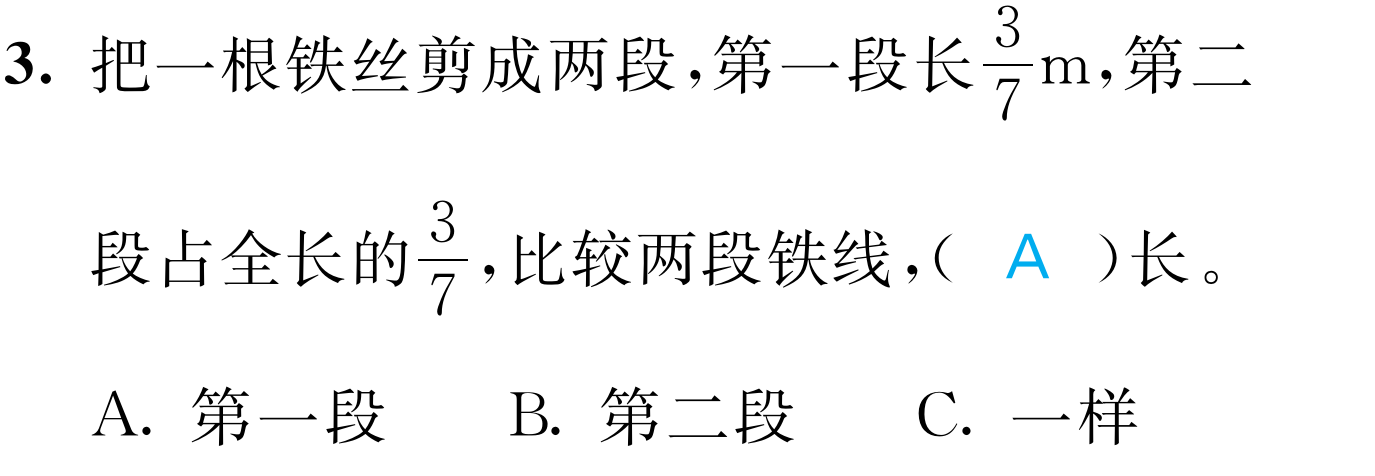 3. 把一根铁丝剪成两段,第一段长3/7m,第二
段占全长的3/7,比较两段铁线,( A )长。
A. 第一段 B. 第二段 C. 一样